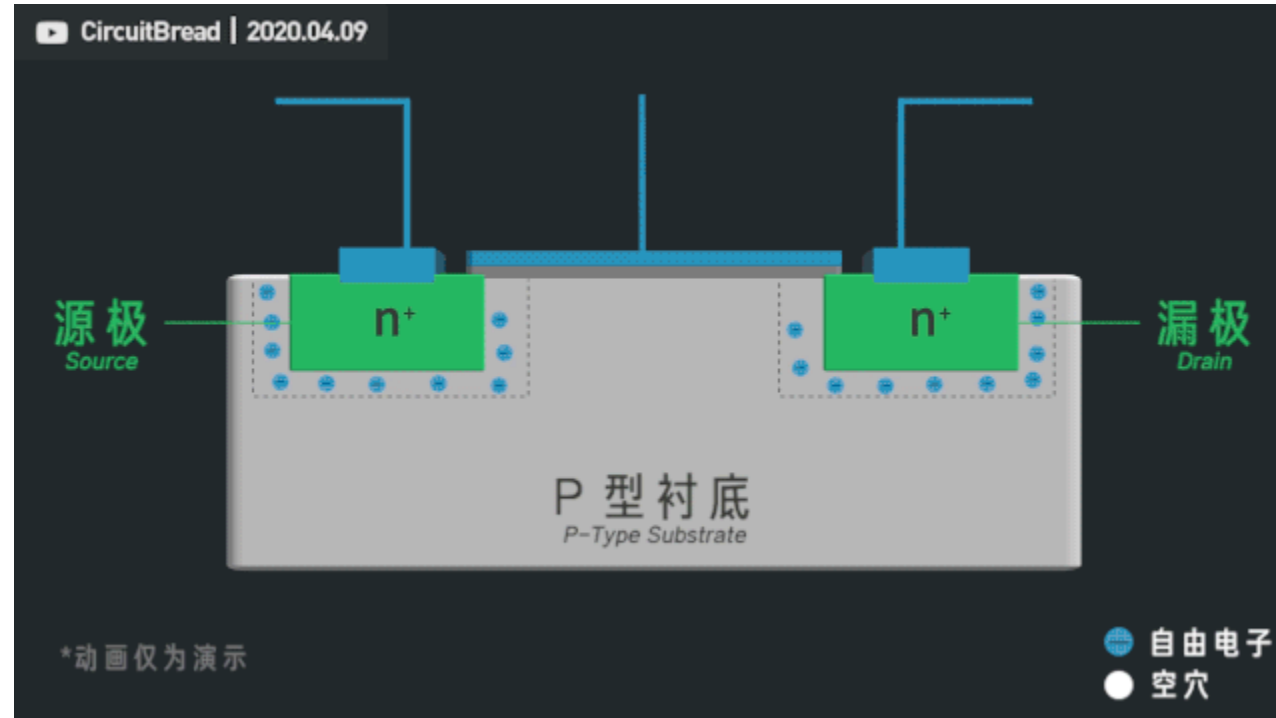 CircuitBread | 2020.04.09
源极
Source
n+
n+
漏极
Drain
P 型衬底
P-Type Substrate
*动画仅为演示
自由电子
空穴